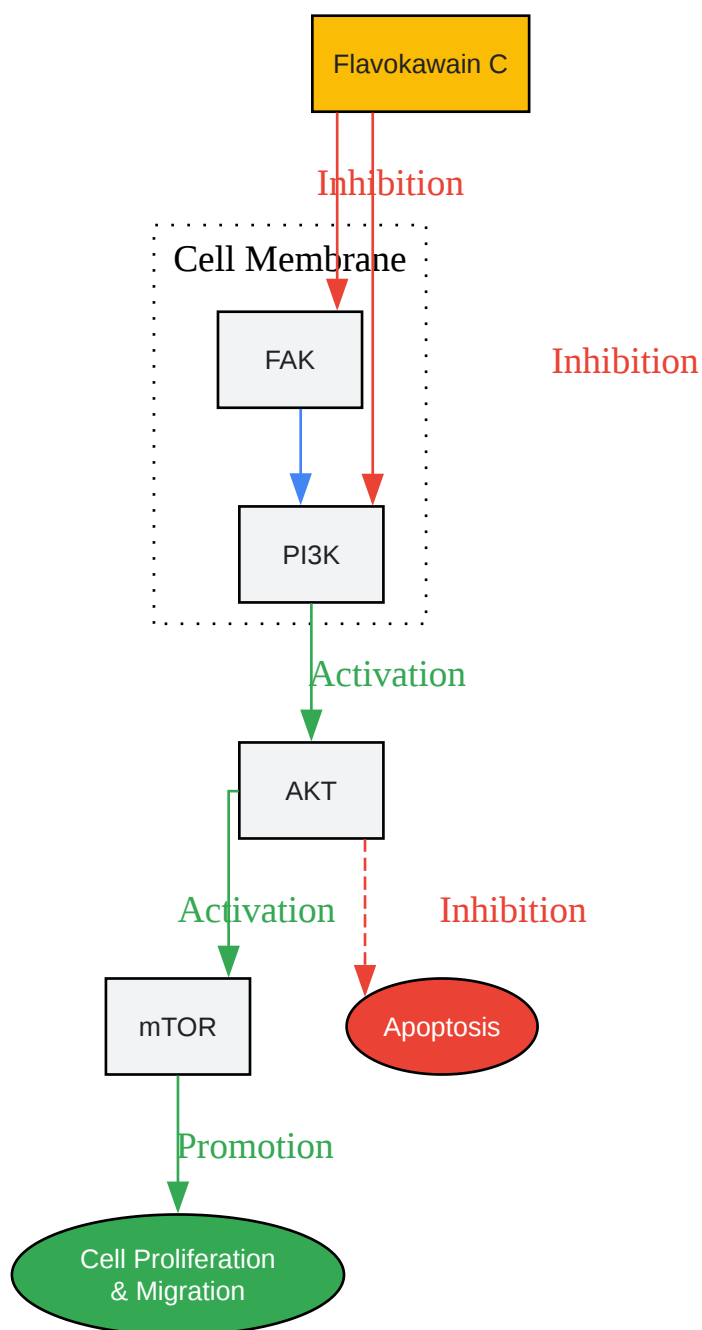 Flavokawain C
Inhibition
Cell Membrane
FAK
Inhibition
PI3K
Activation
AKT
Activation
Inhibition
mTOR
Apoptosis
Promotion
Cell Proliferation
& Migration